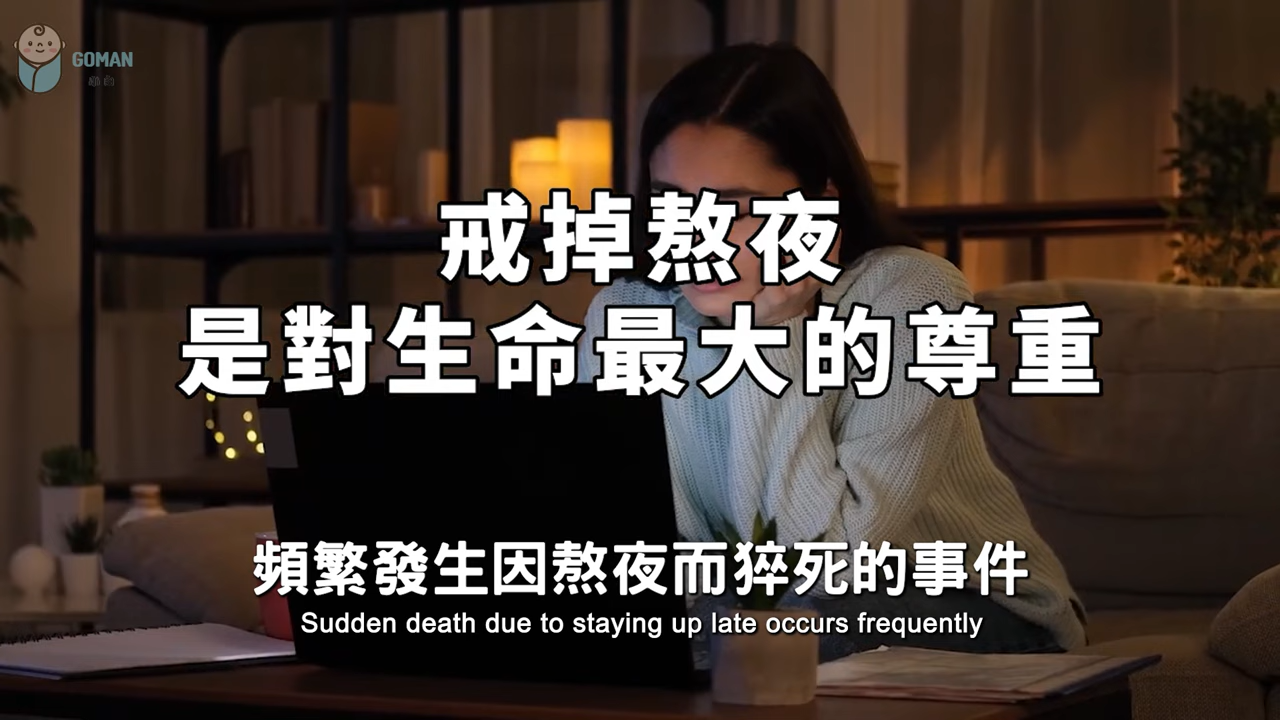 GOMAN
戒掉熬夜
是對生命最大的尊重
頻繁發生因熬夜而猝死的事件
Sudden death due to staying up late occurs frequently